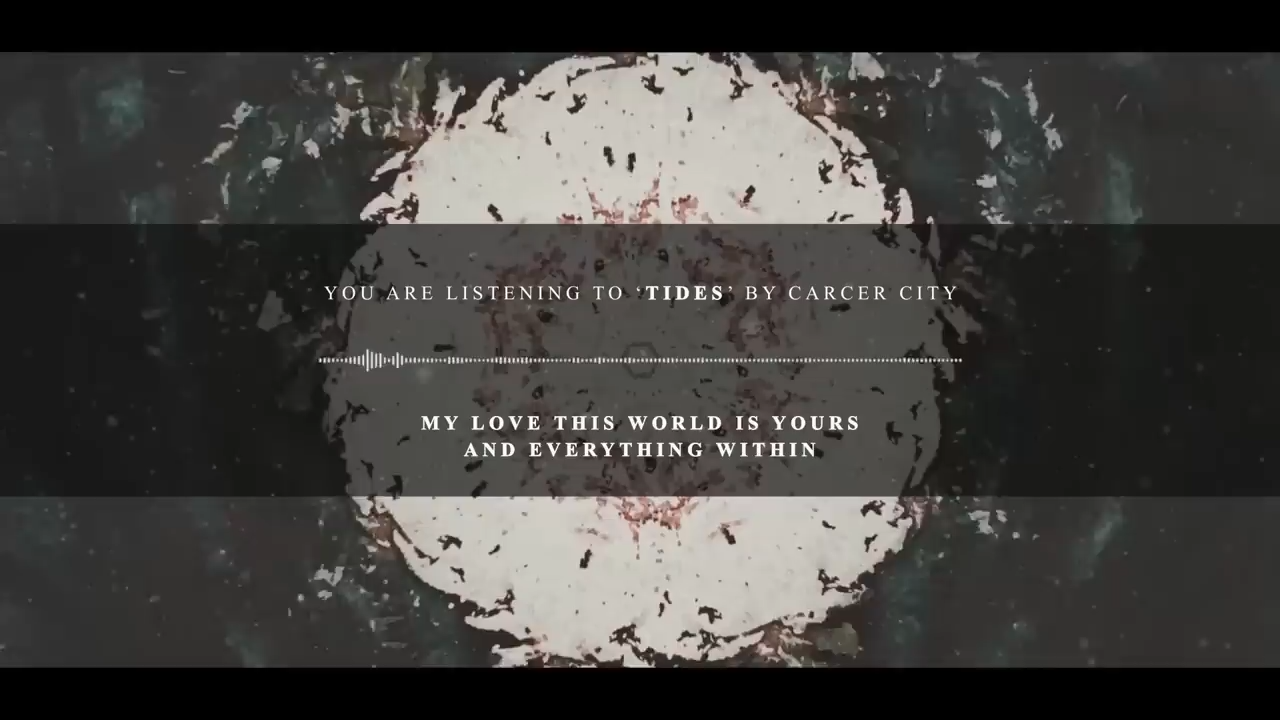 YOU ARE LISTENING TO ‘TIDES’ BY CARCER CITY
MY LOVE THIS WORLD IS YOURS
AND EVERYTHING WITHIN